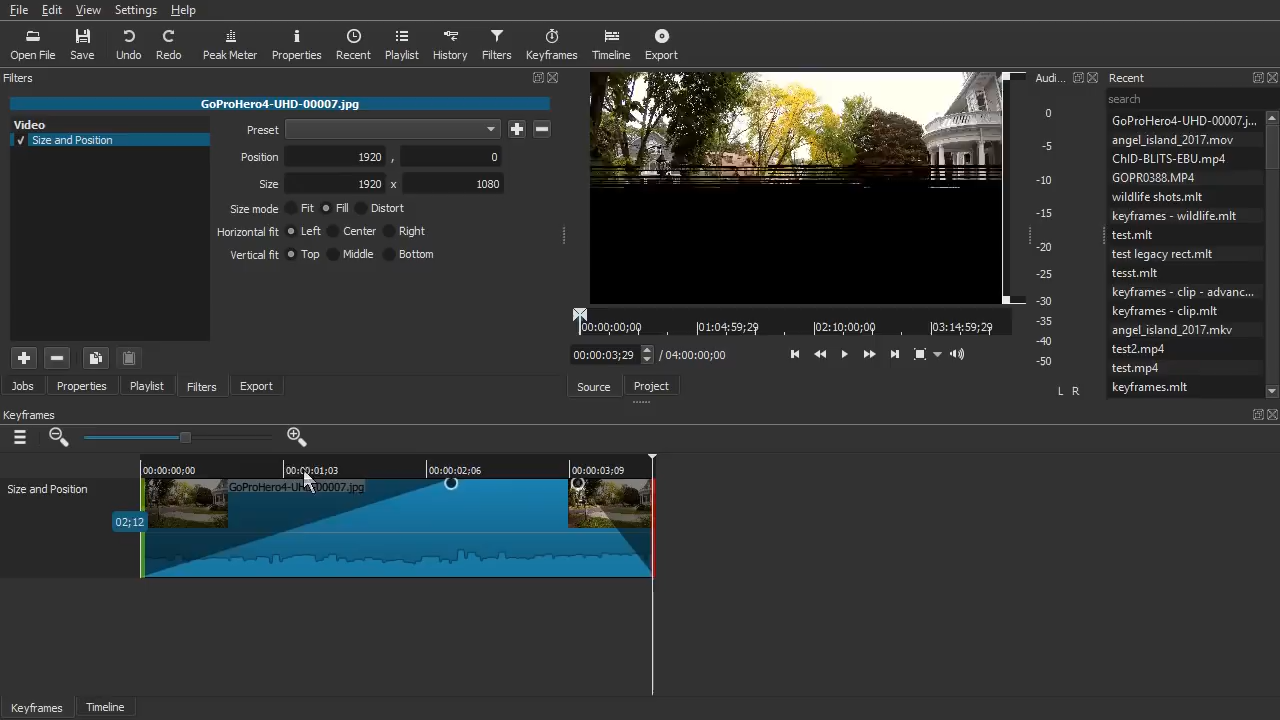 File Edit View Settings Help
Open File Save Undo Redo Peak Meter Properties Recent Playlist History Filters Keyframes Timeline Export
Filters
Audi...
Recent
GoProHero4-UHD-00007.jpg
search
Video
Size and Position
Preset
Position 1920 , 0
Size 1920 x 1080
Size mode Fit Fill Distort
Horizontal fit Left Center Right
Vertical fit Top Middle Bottom
0
-5
-10
-15
-20
-25
-30
-35
-40
-50
L R
GoProHero4-UHD-00007.j...
angel_island_2017.mov
ChID-BLITS-EBU.mp4
GOPR0388.MP4
wildlife shots.mlt
keyframes - wildlife.mlt
test.mlt
test legacy rect.mlt
tesst.mlt
keyframes - clip - advanc...
keyframes - clip.mlt
angel_island_2017.mkv
test2.mp4
test.mp4
keyframes.mlt
00:00:00;00 01:04:59;29 02:10:00;00 03:14:59;29
00:00:03;29 / 04:00:00;00
Jobs Properties Playlist Filters Export
Source Project
Keyframes
00:00:00;00 00:00:01;03 00:00:02;06 00:00:03;09
Size and Position
GoProHero4-UHD-00007.jpg
02;12
Keyframes Timeline